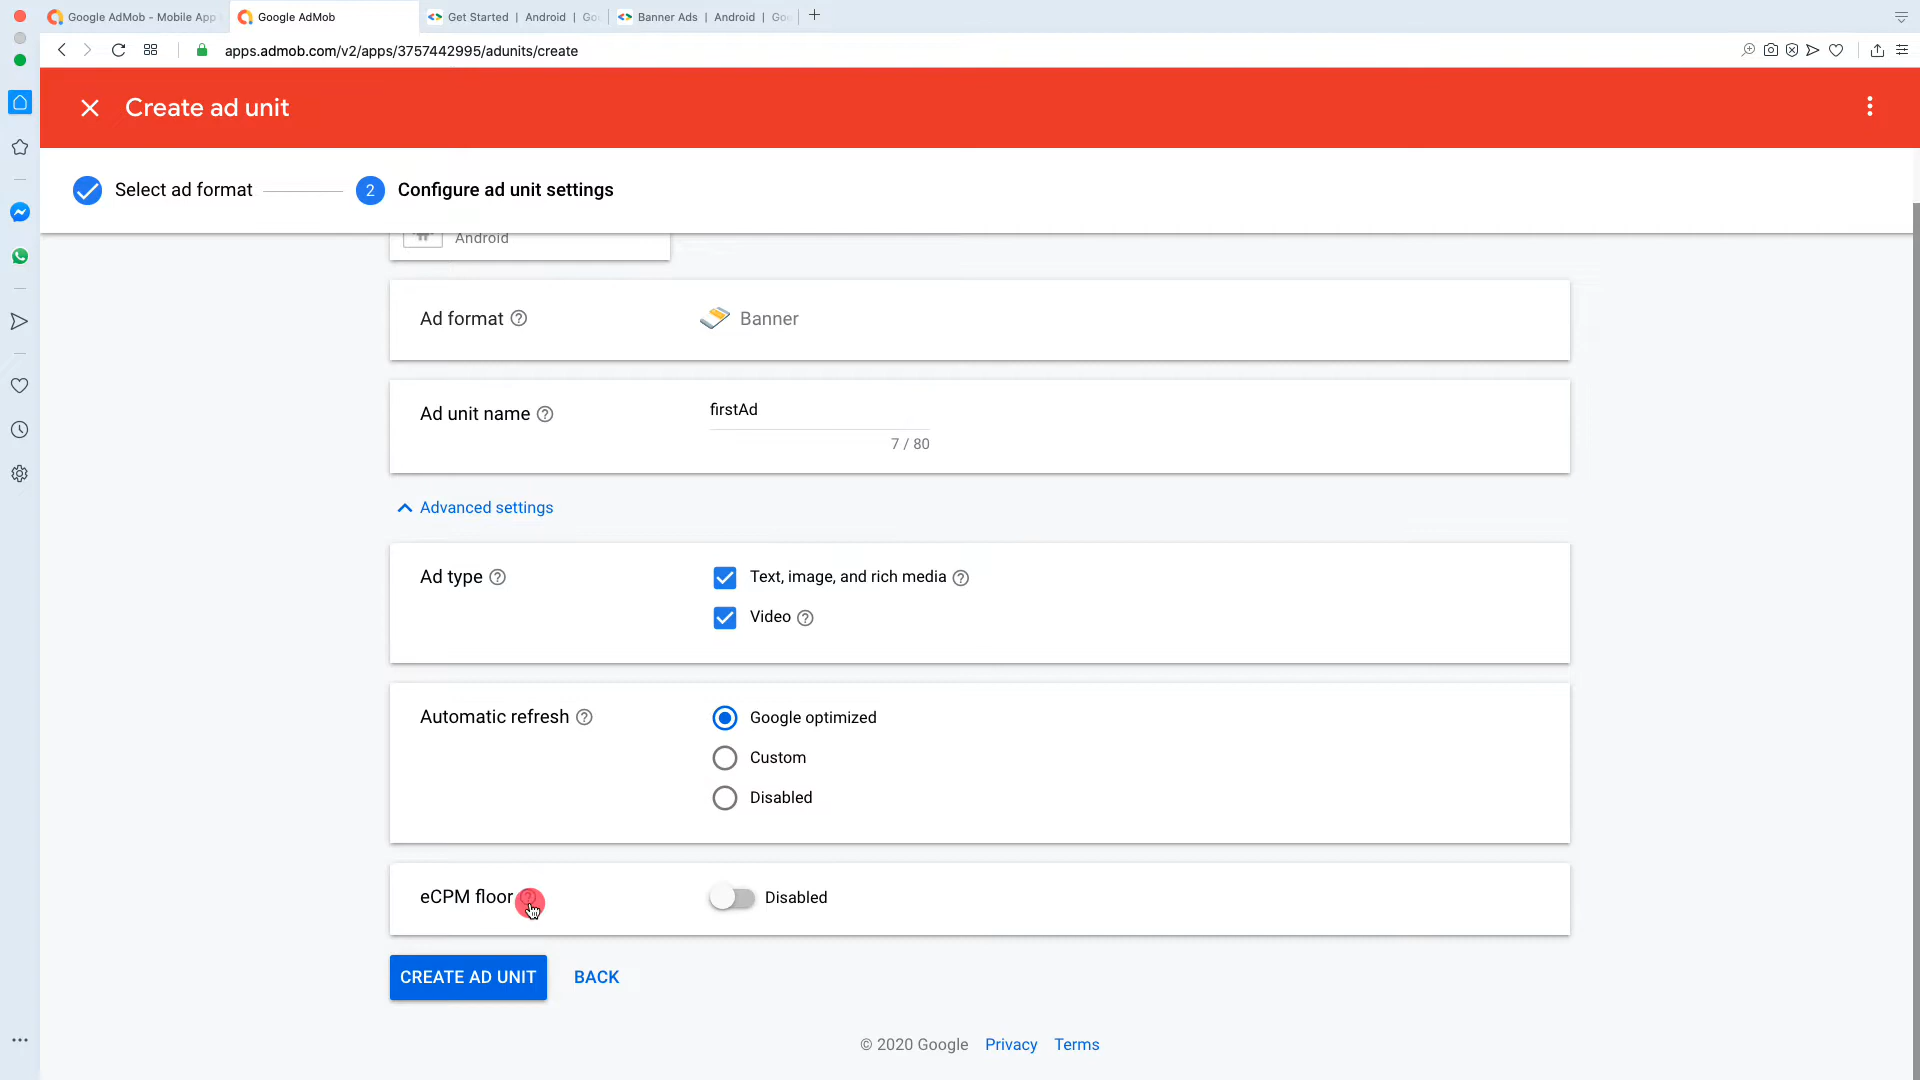 Google AdMob - Mobile App
Google AdMob
Get Started | Android | Go
Banner Ads | Android | Goo
apps.admob.com/v2/apps/3757442995/adunits/create
Create ad unit
Select ad format
2 Configure ad unit settings
Android
Ad format
Banner
Ad unit name
firstAd
7 / 80
Advanced settings
Ad type
Text, image, and rich media
Video
Automatic refresh
Google optimized
Custom
Disabled
eCPM floor
Disabled
CREATE AD UNIT
BACK
© 2020 Google Privacy Terms